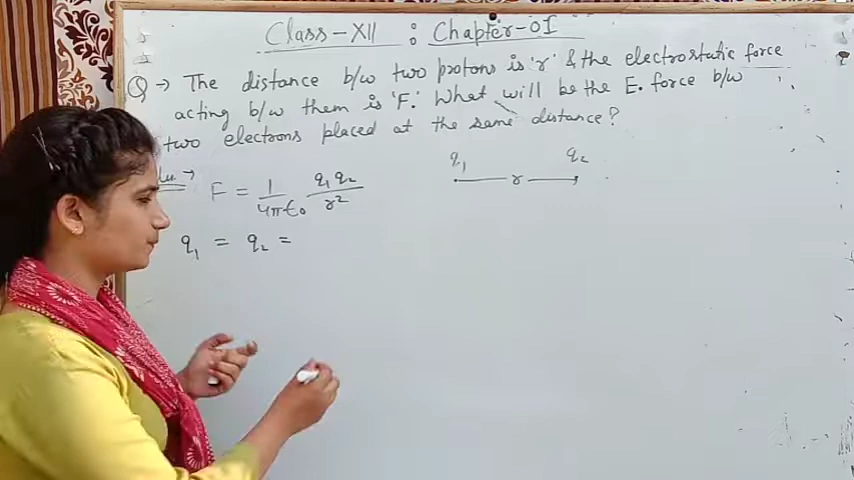 Class-XII : Chapter-01
Q → The distance b/w two protons is 'r' & the electrostatic force
acting b/w them is 'F.' What will be the E. force b/w
two electrons placed at the same distance?
F = 1/4πϵ₀ q₁q₂/r²
q₁ r q₂
q₁ = q₂ =